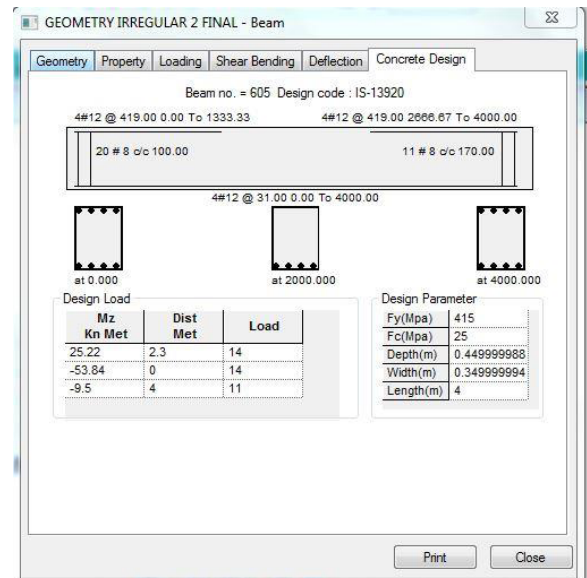 GEOMETRY IRREGULAR 2 FINAL - Beam
Geometry Property Loading Shear Bending Deflection Concrete Design
Beam no. = 605 Design code : IS-13920
4#12 @ 419.00 0.00 To 1333.33 4#12 @ 419.00 2666.67 To 4000.00
20 # 8 c/c 100.00 11 # 8 c/c 170.00
4#12 @ 31.00 0.00 To 4000.00
at 0.000 at 2000.000 at 4000.000
Design Load Design Parameter
Mz Kn Met Dist Met Load
25.22 2.3 14
-53.84 0 14
-9.5 4 11
Fy(Mpa) 415
Fc(Mpa) 25
Depth(m) 0.449999988
Width(m) 0.349999994
Length(m) 4
Print Close